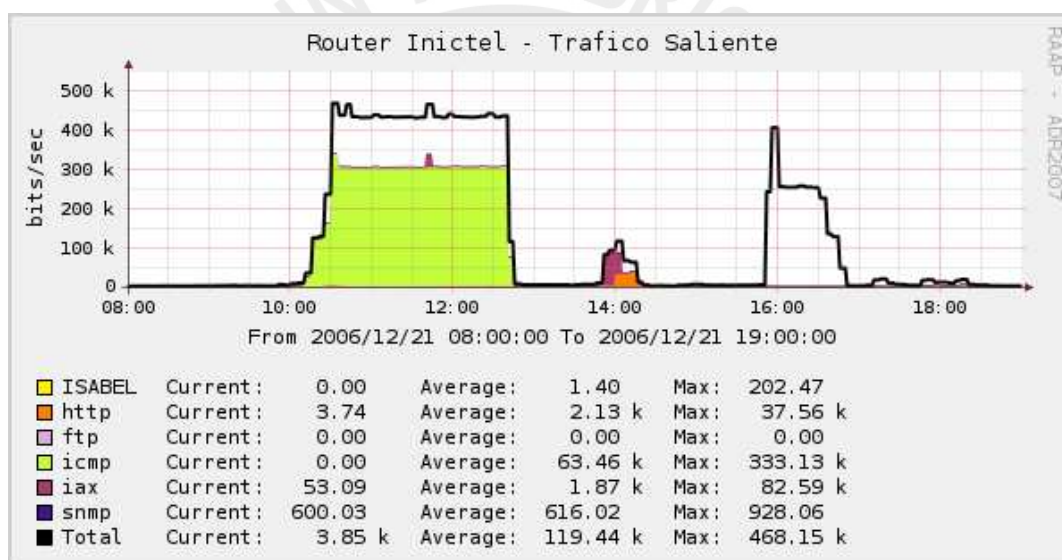 Router Inictel - Trafico Saliente
RAAP - ADR2007
bits/sec
500 k
400 k
300 k
200 k
100 k
0
08:00 10:00 12:00 14:00 16:00 18:00
From 2006/12/21 08:00:00 To 2006/12/21 19:00:00
ISABEL Current: 0.00 Average: 1.40 Max: 202.47
http Current: 3.74 Average: 2.13 k Max: 37.56 k
ftp Current: 0.00 Average: 0.00 Max: 0.00
icmp Current: 0.00 Average: 63.46 k Max: 333.13 k
iax Current: 53.09 Average: 1.87 k Max: 82.59 k
snmp Current: 600.03 Average: 616.02 Max: 928.06
Total Current: 3.85 k Average: 119.44 k Max: 468.15 k